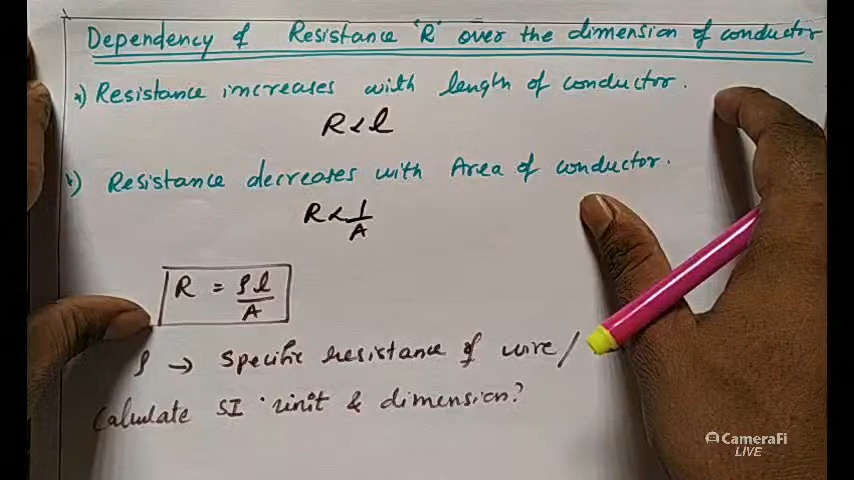 Dependency of Resistance 'R' over the dimension of conductor
a) Resistance increases with length of conductor.
R ∝ l
b) Resistance decreases with Area of conductor.
R ∝ 1/A
R = ρl/A
ρ → Specific resistance of wire/
Calculate SI unit & dimension?
CameraFi
LIVE